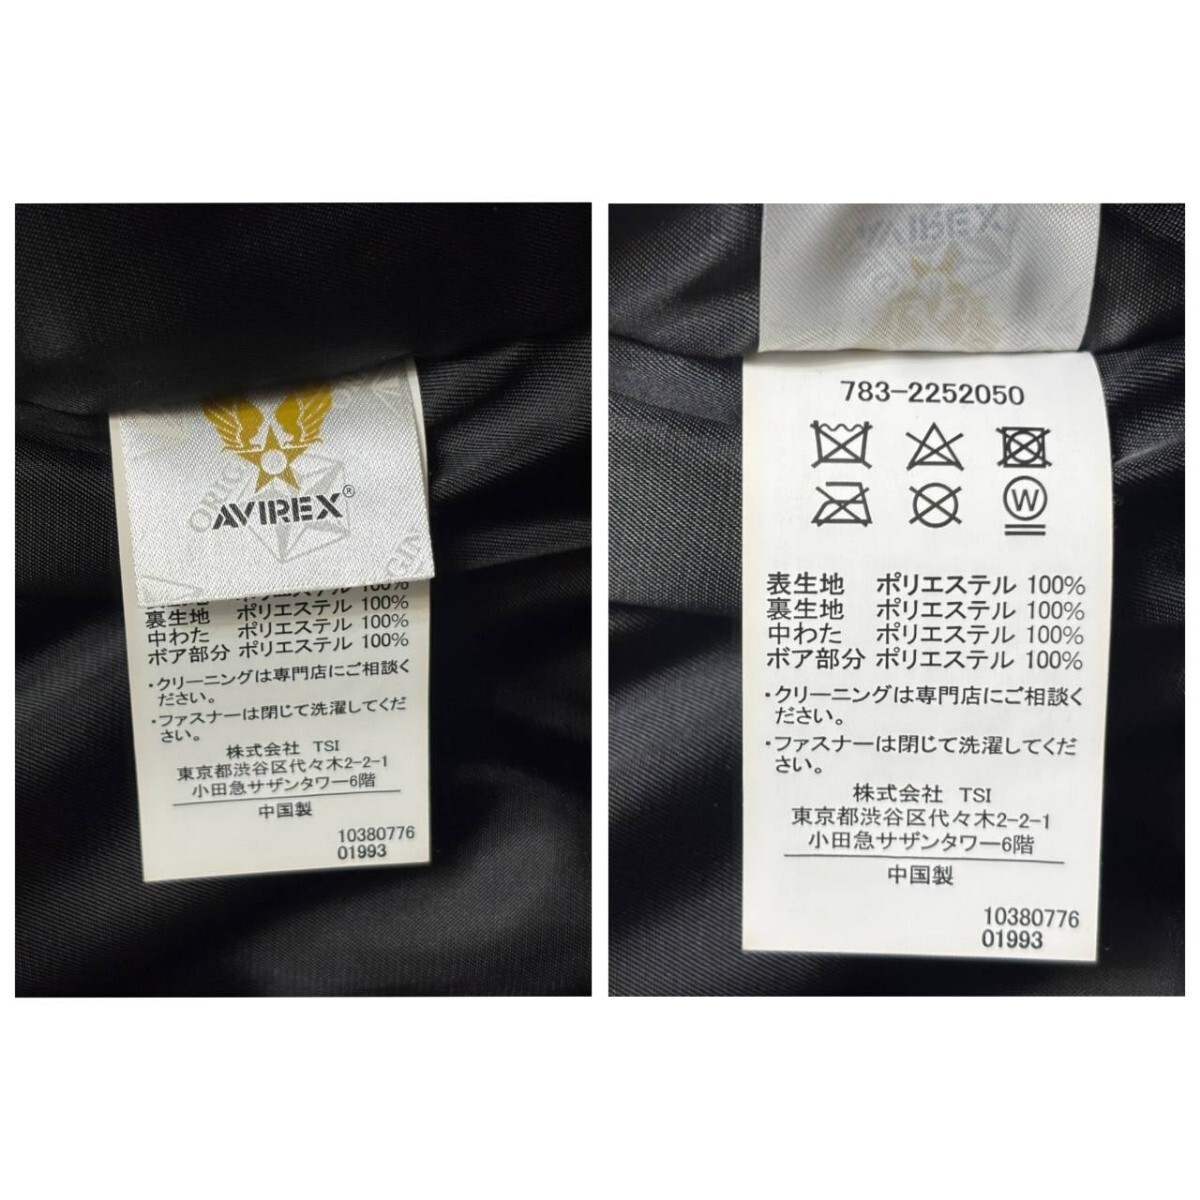 ORIG
AVIREX®
GIN
ポリエステル 100%
裏生地 ポリエステル 100%
中わた ポリエステル 100%
ボア部分 ポリエステル 100%
・クリーニングは専門店にご相談く
ださい。
・ファスナーは閉じて洗濯してくだ
さい。
株式会社 TSI
東京都渋谷区代々木2-2-1
小田急サザンタワー6階
中国製
10380776
01993
AVIREX
783-2252050
W
表生地 ポリエステル 100%
裏生地 ポリエステル 100%
中わた ポリエステル 100%
ボア部分 ポリエステル 100%
・クリーニングは専門店にご相談く
ださい。
・ファスナーは閉じて洗濯してくだ
さい。
株式会社 TSI
東京都渋谷区代々木2-2-1
小田急サザンタワー6階
中国製
10380776
01993